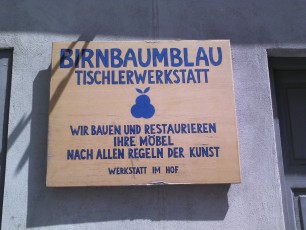 BIRNBAUMBLAU
TISCHLERWERKSTATT
WIR BAUEN UND RESTAURIEREN
IHRE MÖBEL
NACH ALLEN REGELN DER KUNST
WERKSTATT IM HOF